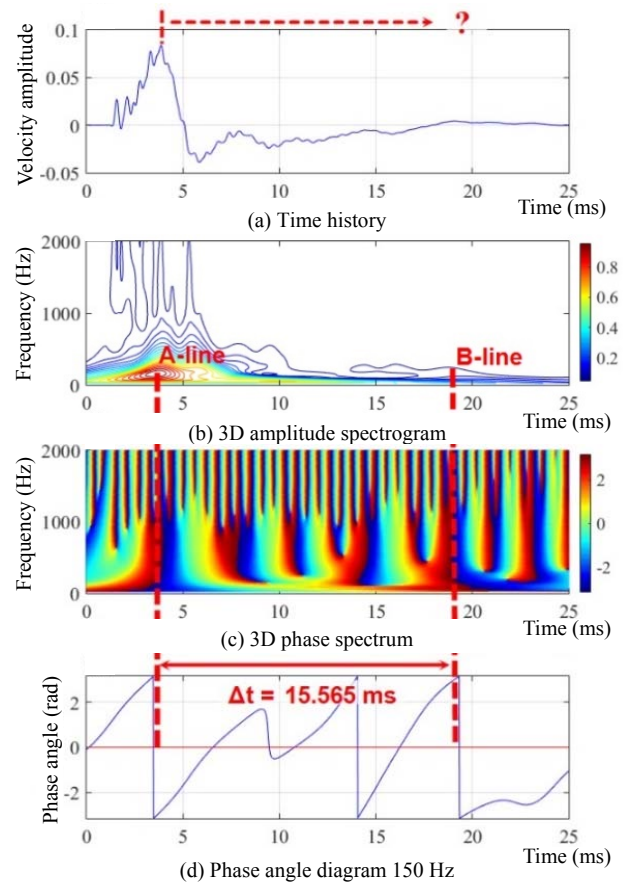 ?
0.1
0.05
0
-0.05
Velocity amplitude
0 5 10 15 20 25
Time (ms)
(a) Time history
2000
1000
0
Frequency (Hz)
A-line
B-line
0.8
0.6
0.4
0.2
0 5 10 15 20 25
Time (ms)
(b) 3D amplitude spectrogram
2000
1000
0
Frequency (Hz)
2
0
-2
0 5 10 15 20 25
Time (ms)
(c) 3D phase spectrum
2
0
-2
Phase angle (rad)
Δt = 15.565 ms
0 5 10 15 20 25
Time (ms)
(d) Phase angle diagram 150 Hz